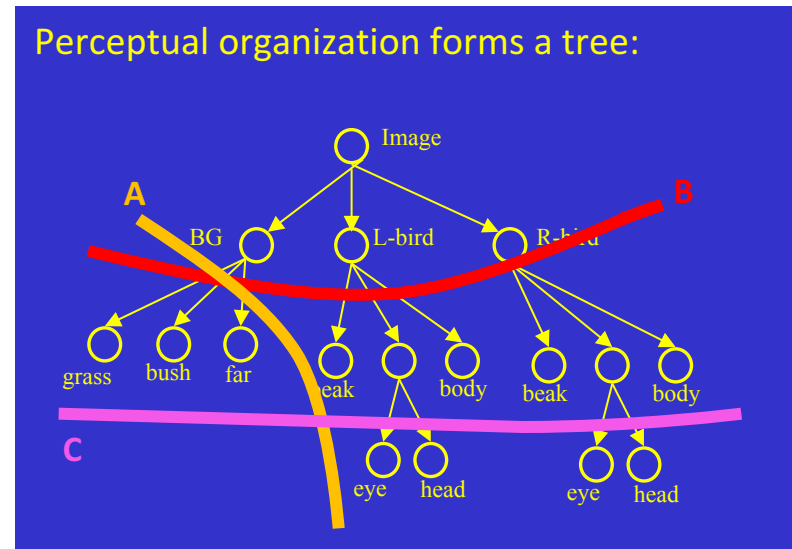 Perceptual organization forms a tree:
Image
A
B
BG
L-bird
R-bird
grass
bush
far
beak
body
beak
body
C
eye
head
eye
head